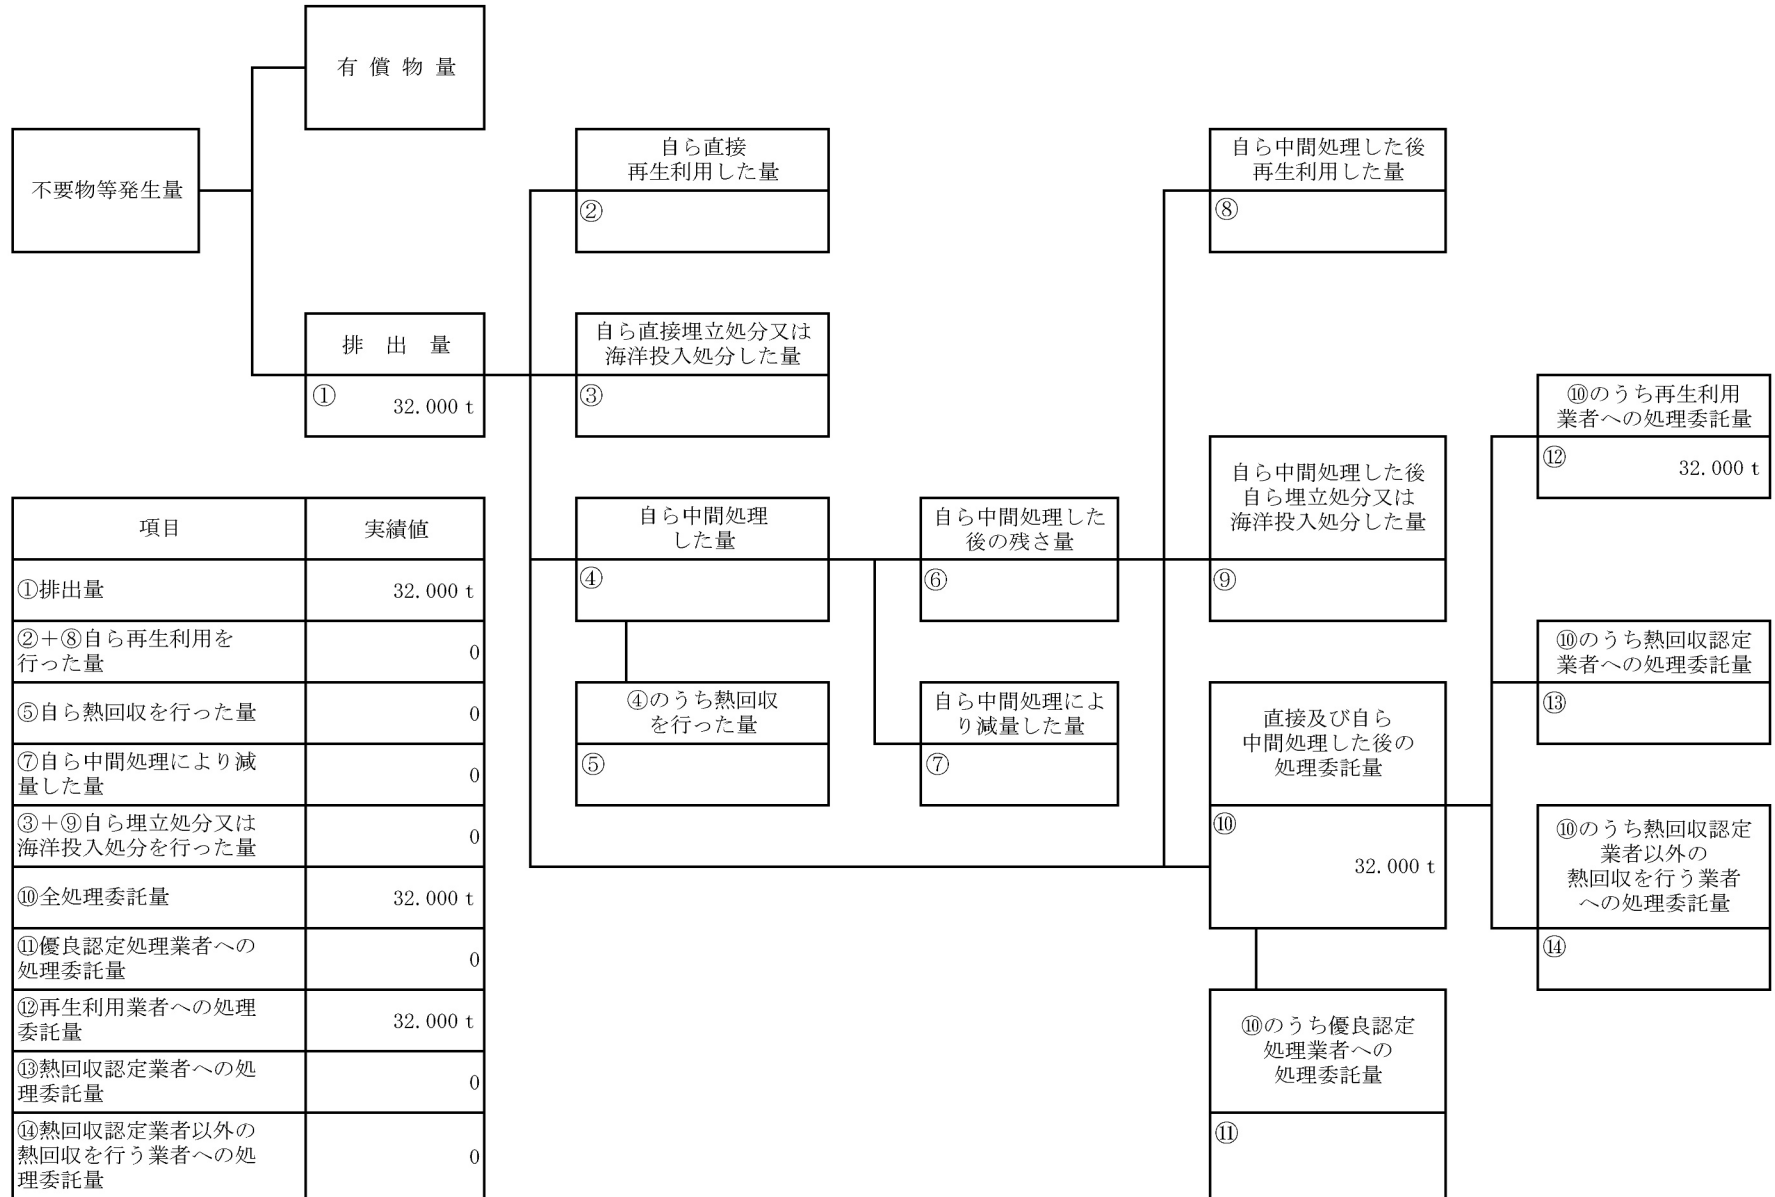 有償物量
不要物等発生量
排出量
①
32.000 t
自ら直接
再生利用した量
②
自ら直接埋立処分又は
海洋投入処分した量
③
自ら中間処理
した量
④
④のうち熱回収
を行った量
⑤
自ら中間処理した
後の残さ量
⑥
自ら中間処理によ
り減量した量
⑦
自ら中間処理した後
再生利用した量
⑧
自ら中間処理した後
自ら埋立処分又は
海洋投入処分した量
⑨
直接及び自ら
中間処理した後の
処理委託量
⑩
32.000 t
⑩のうち優良認定
処理業者への
処理委託量
⑪
⑩のうち再生利用
業者への処理委託量
⑫
32.000 t
⑩のうち熱回収認定
業者への処理委託量
⑬
⑩のうち熱回収認定
業者以外の
熱回収を行う業者
への処理委託量
⑭
項目 実績値
①排出量 32.000 t
②+⑧自ら再生利用を
行った量 0
⑤自ら熱回収を行った量 0
⑦自ら中間処理により減
量した量 0
③+⑨自ら埋立処分又は
海洋投入処分を行った量 0
⑩全処理委託量 32.000 t
⑪優良認定処理業者への
処理委託量 0
⑫再生利用業者への処理
委託量 32.000 t
⑬熱回収認定業者への処
理委託量 0
⑭熱回収認定業者以外の
熱回収を行う業者への処
理委託量 0